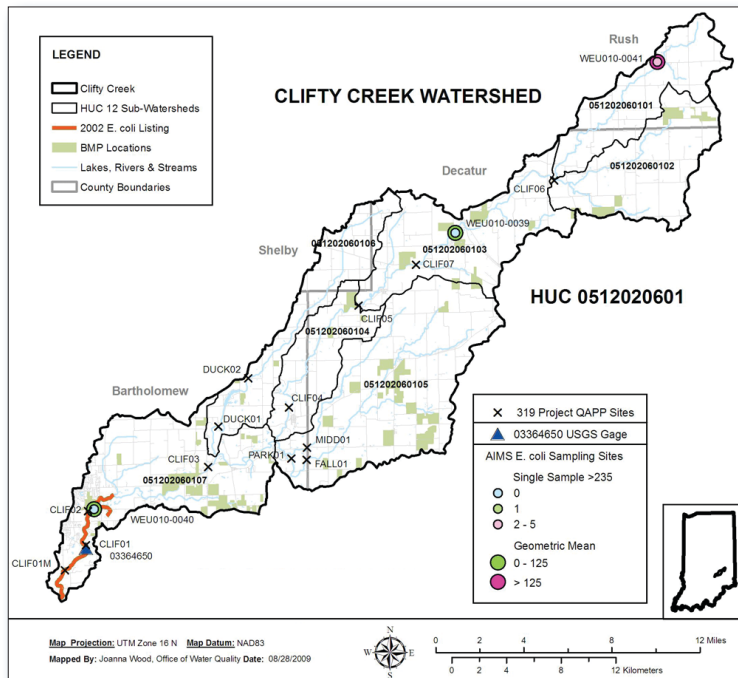 LEGEND
Clifty Creek
HUC 12 Sub-Watersheds
2002 E. coli Listing
BMP Locations
Lakes, Rivers & Streams
County Boundaries
CLIFTY CREEK WATERSHED
Rush
WEU010-0041
051202060101
051202060102
Decatur
CLIF06
WEU010-0039
051202060106
051202060103
Shelby
CLIF07
HUC 0512020601
CLIF05
051202060104
DUCK02
051202060105
Bartholomew
CLIF04
DUCK01
MIDD01
CLIF03
PARK01
FALL01
051202060107
CLIF02
WEU010-0040
CLIF01
03364650
CLIF01M
319 Project QAPP Sites
03364650 USGS Gage
AIMS E. coli Sampling Sites
Single Sample >235
0
1
2 - 5
Geometric Mean
0 - 125
> 125
Map Projection: UTM Zone 16 N Map Datum: NAD83
Mapped By: Joanna Wood, Office of Water Quality Date: 08/28/2009
N
W E
S
0 2 4 8 12 Miles
0 2 4 8 12 Kilometers